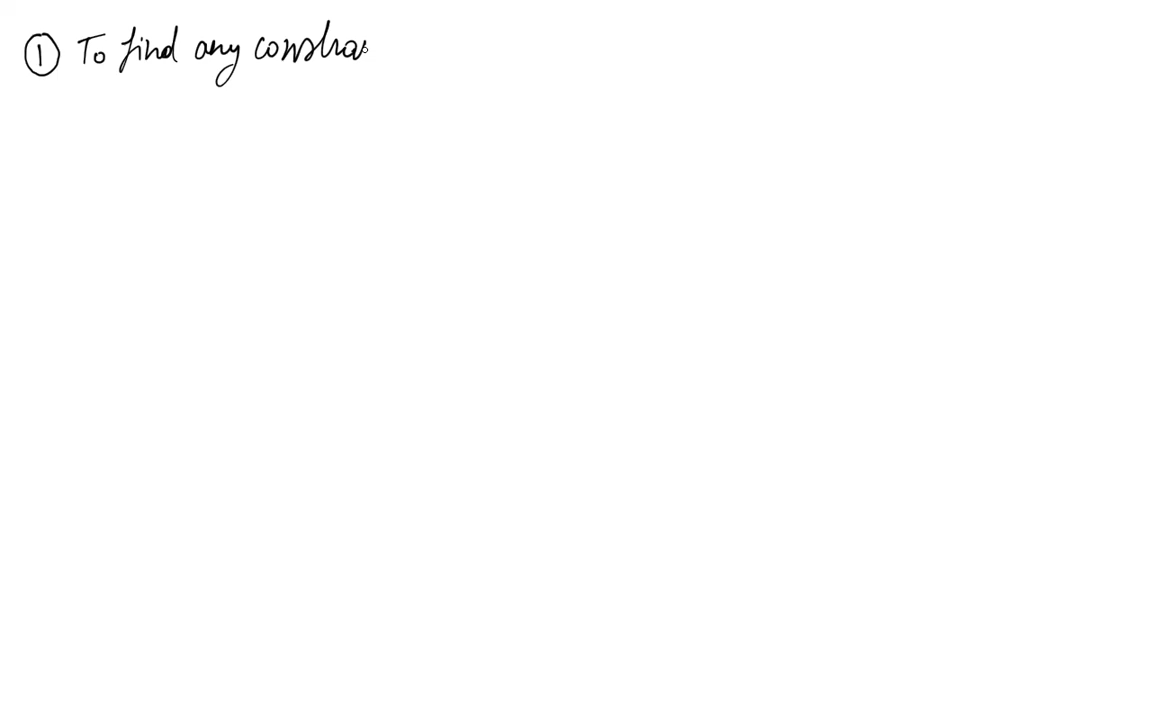 ① To find any constra